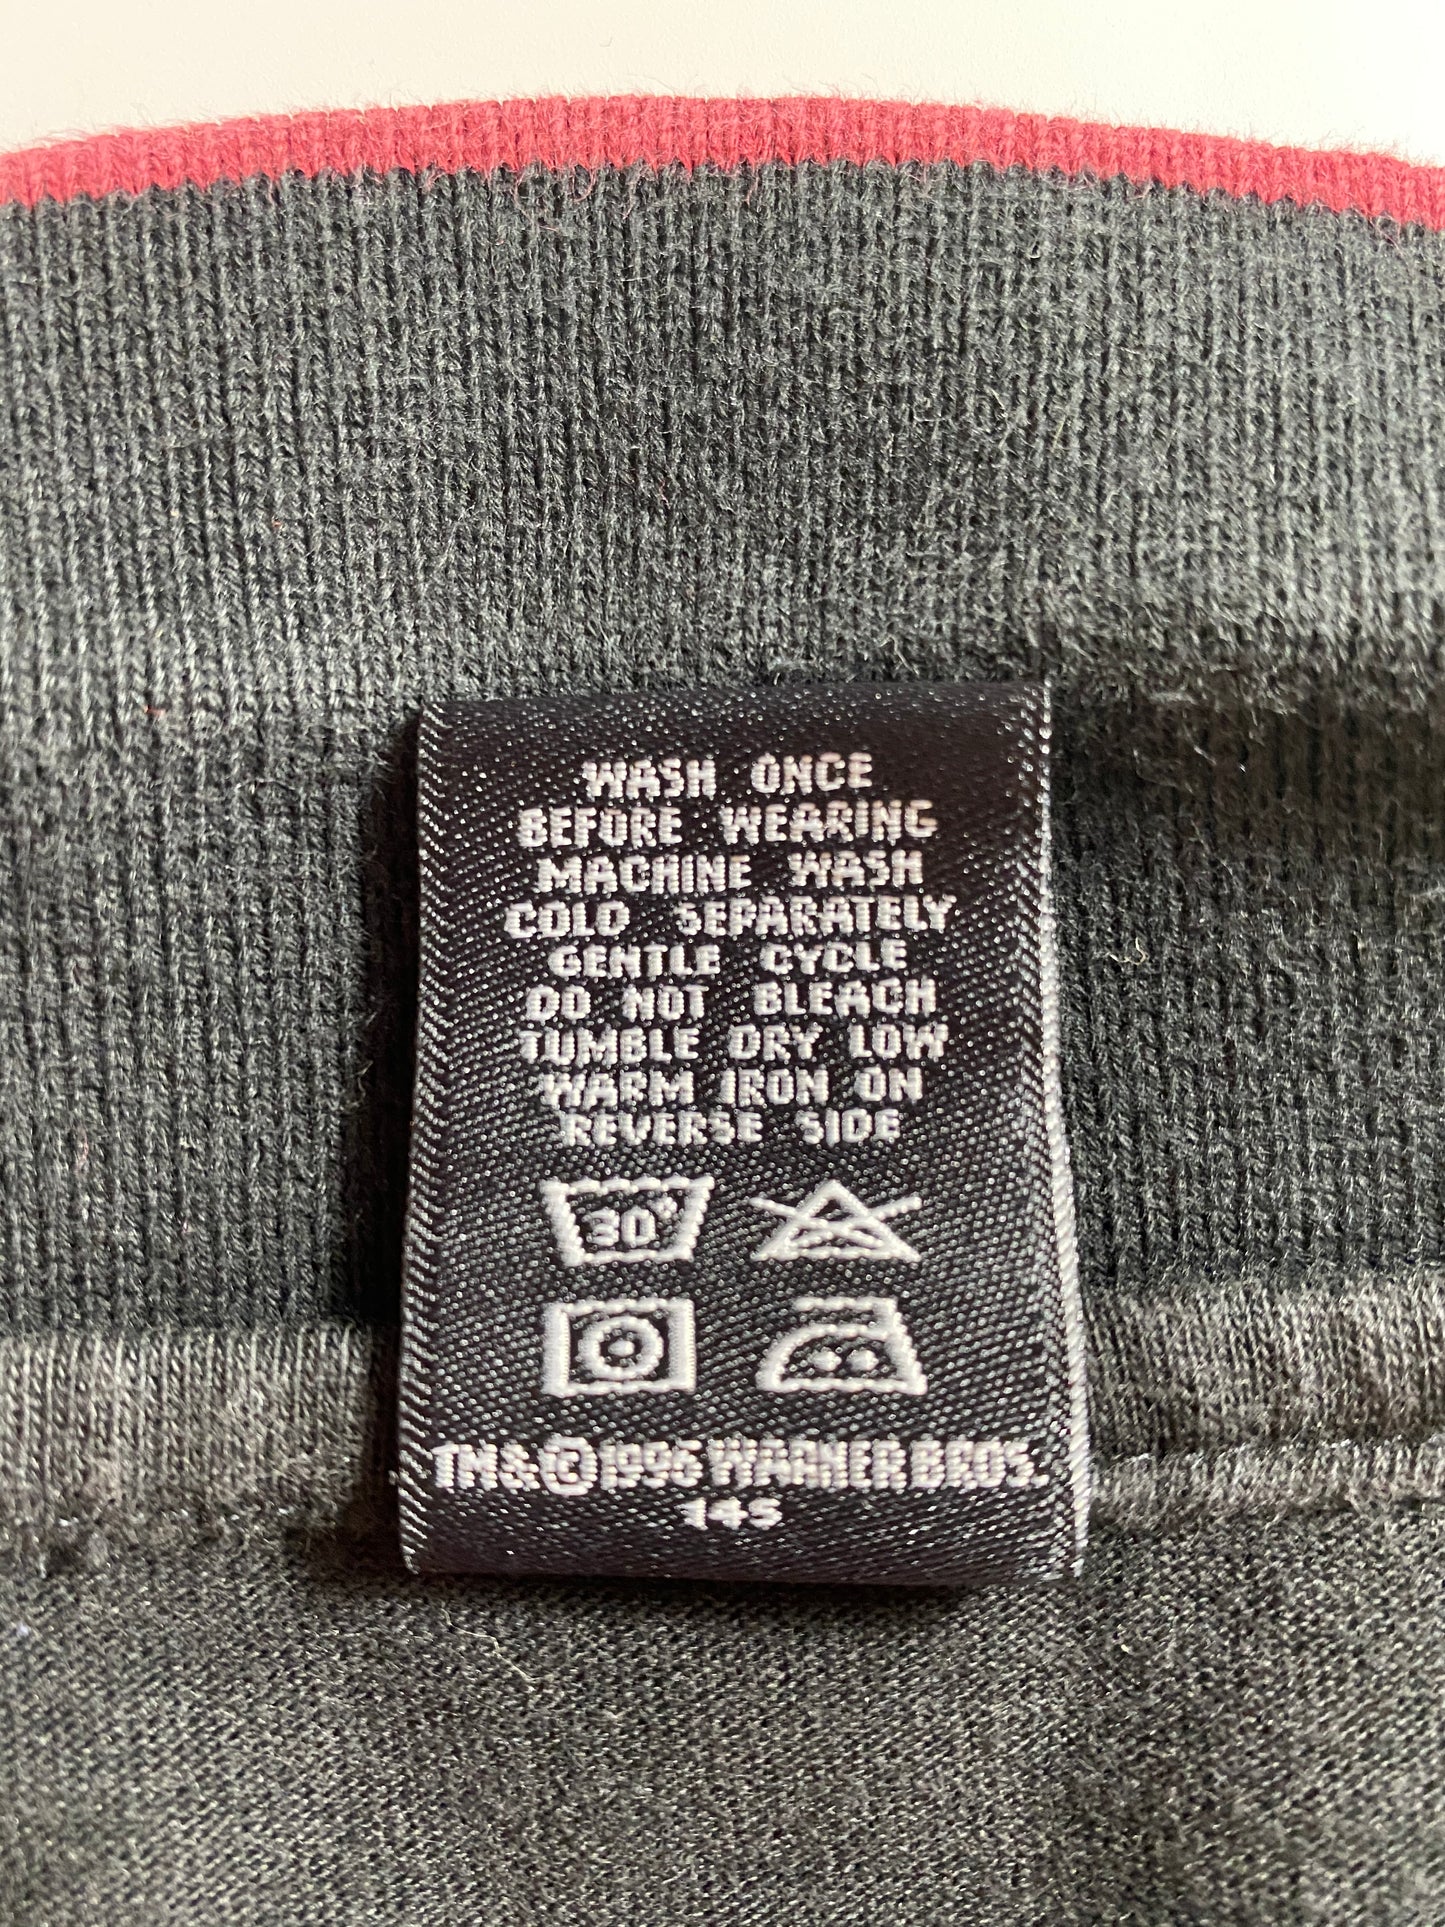 WASH ONCE
BEFORE WEARING
MACHINE WASH
COLD SEPARATELY
GENTLE CYCLE
DO NOT BLEACH
TUMBLE DRY LOW
WARM IRON ON
REVERSE SIDE
30°
TM&©1996 WARNER BROS.
14S